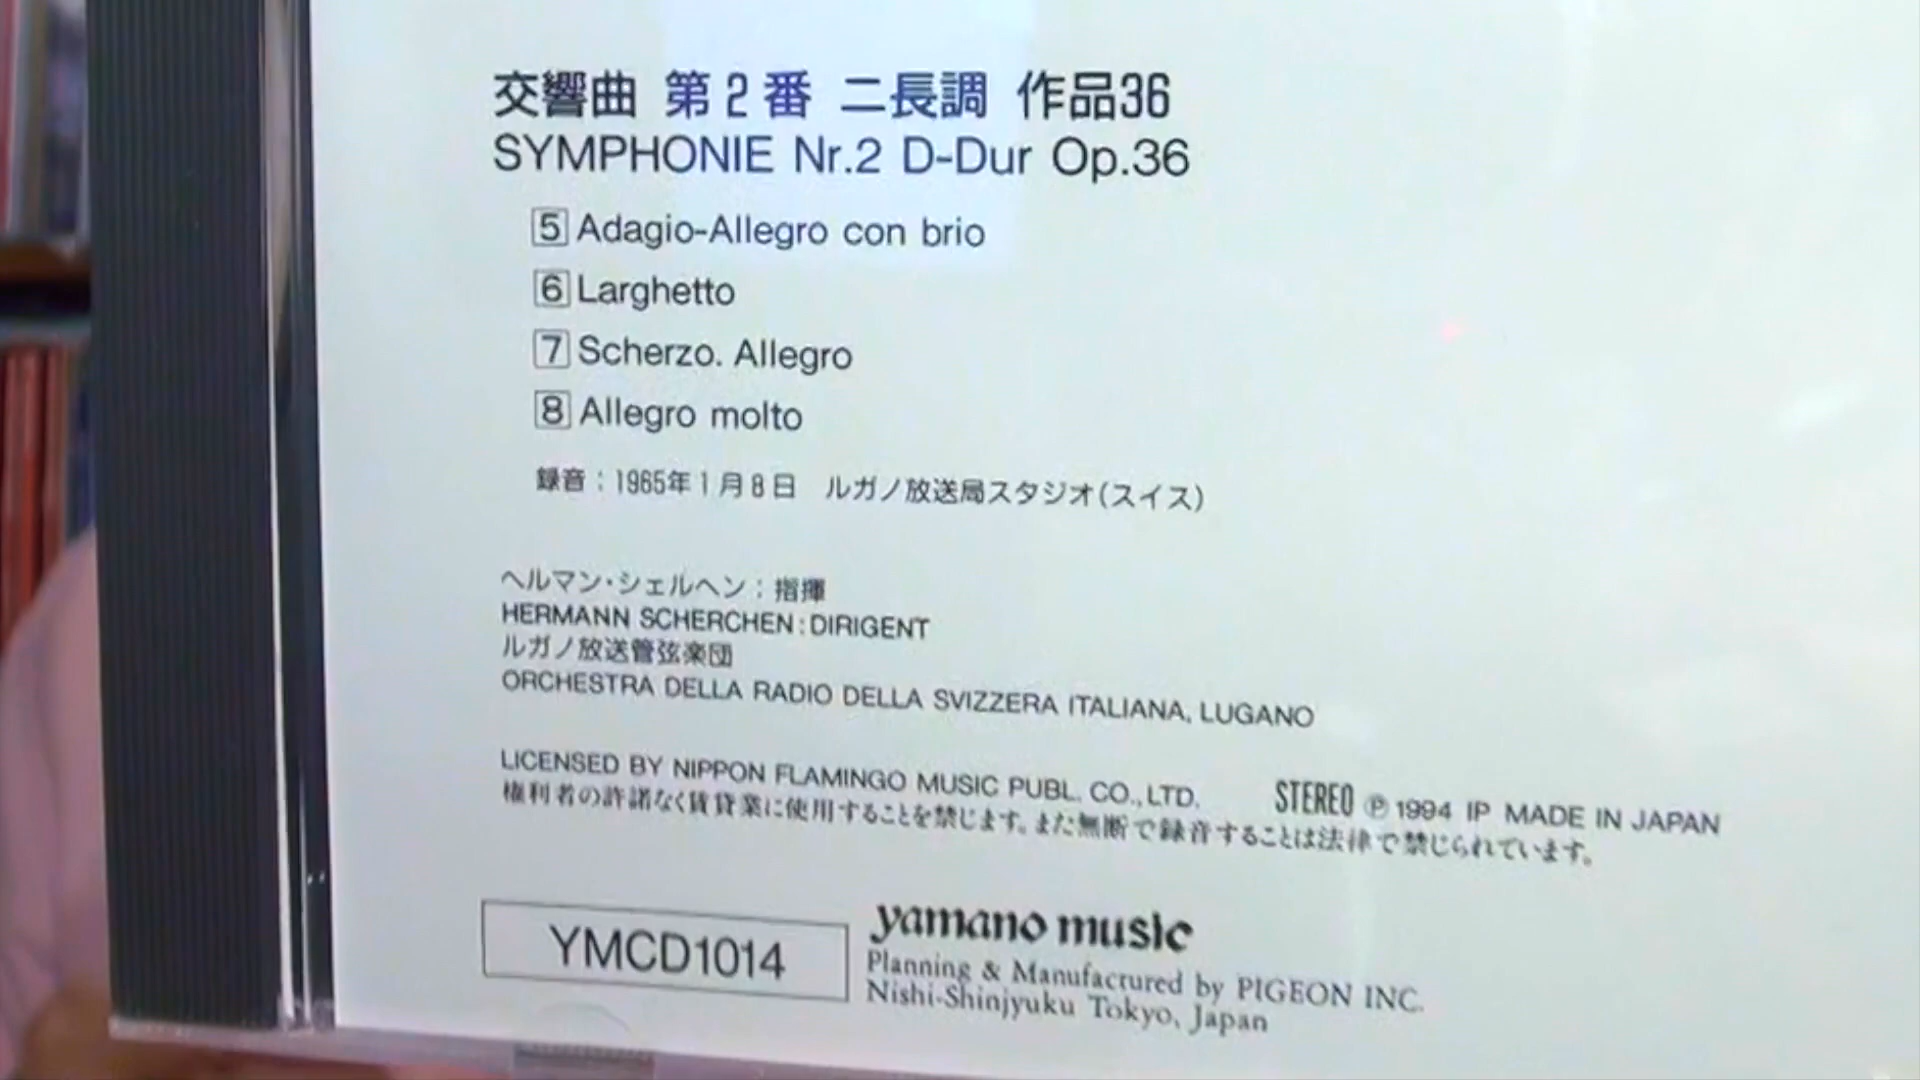 交響曲 第2番 ニ長調 作品36
SYMPHONIE Nr.2 D-Dur Op.36
5 Adagio-Allegro con brio
6 Larghetto
7 Scherzo. Allegro
8 Allegro molto
録音：1965年1月8日 ルガノ放送局スタジオ(スイス)
ヘルマン・シェルヘン：指揮
HERMANN SCHERCHEN:DIRIGENT
ルガノ放送管弦楽団
ORCHESTRA DELLA RADIO DELLA SVIZZERA ITALIANA, LUGANO
LICENSED BY NIPPON FLAMINGO MUSIC PUBL. CO.,LTD. STEREO Ⓟ 1994 IP MADE IN JAPAN
権利者の許諾なく賃貸業に使用することを禁じます。また無断で録音することは法律で禁じられています。
YMCD1014
yamano music
Planning & Manufactured by PIGEON INC.
Nishi-Shinjyuku Tokyo, Japan